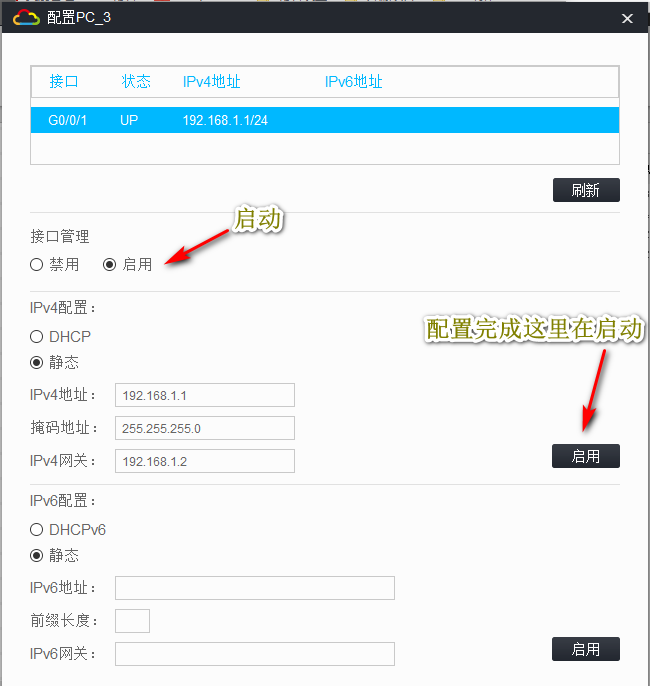 配置PC_3
接口 状态 IPv4地址 IPv6地址
G0/0/1 UP 192.168.1.1/24
刷新
启动
接口管理
禁用 启用
IPv4配置：
DHCP
配置完成这里在启动
静态
IPv4地址： 192.168.1.1
掩码地址： 255.255.255.0
IPv4网关： 192.168.1.2
启用
IPv6配置：
DHCPv6
静态
IPv6地址：
前缀长度：
IPv6网关：
启用